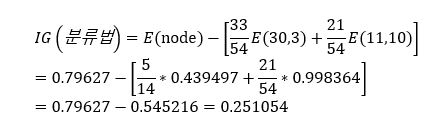 IG (분류법) = E(node) − [33/54 E(30,3) + 21/54 E(11,10)]
= 0.79627 − [5/14 * 0.439497 + 21/54 * 0.998364]
= 0.79627 − 0.545216 = 0.251054